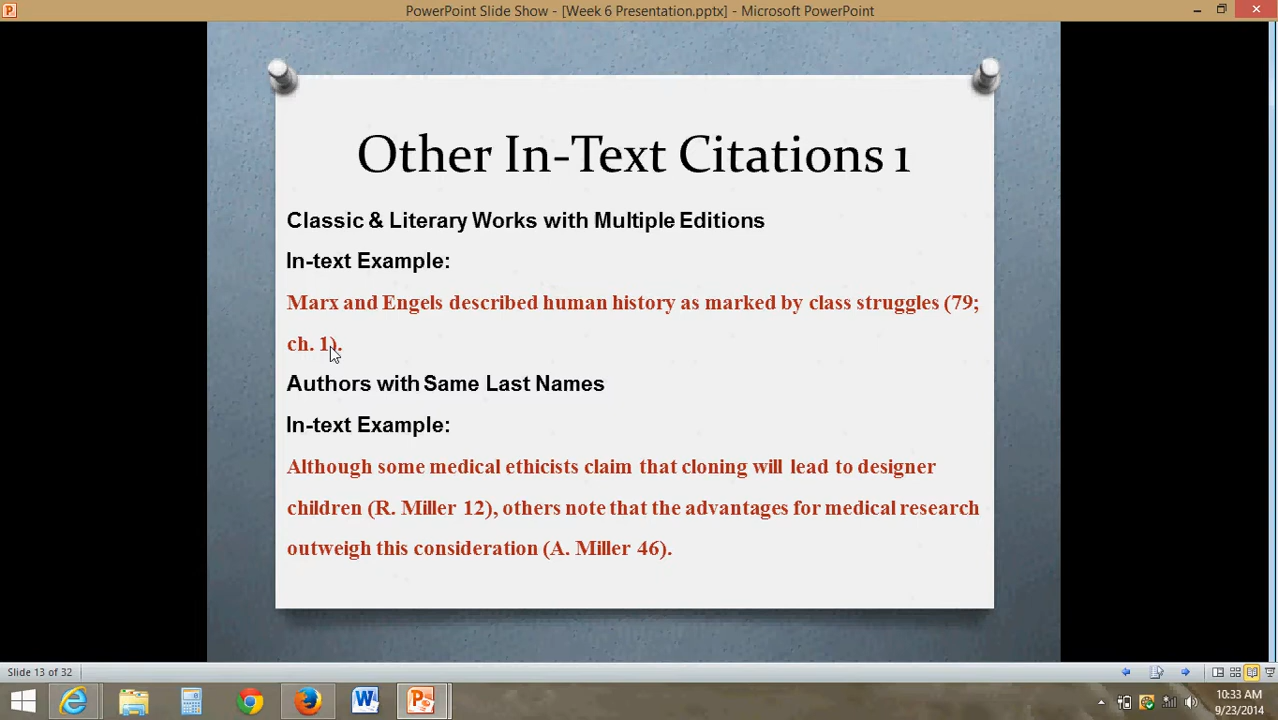 PowerPoint Slide Show - [Week 6 Presentation.pptx] - Microsoft PowerPoint
Other In-Text Citations 1
Classic & Literary Works with Multiple Editions
In-text Example:
Marx and Engels described human history as marked by class struggles (79;
ch. 1).
Authors with Same Last Names
In-text Example:
Although some medical ethicists claim that cloning will lead to designer
children (R. Miller 12), others note that the advantages for medical research
outweigh this consideration (A. Miller 46).
Slide 13 of 32
10:33 AM
9/23/2014